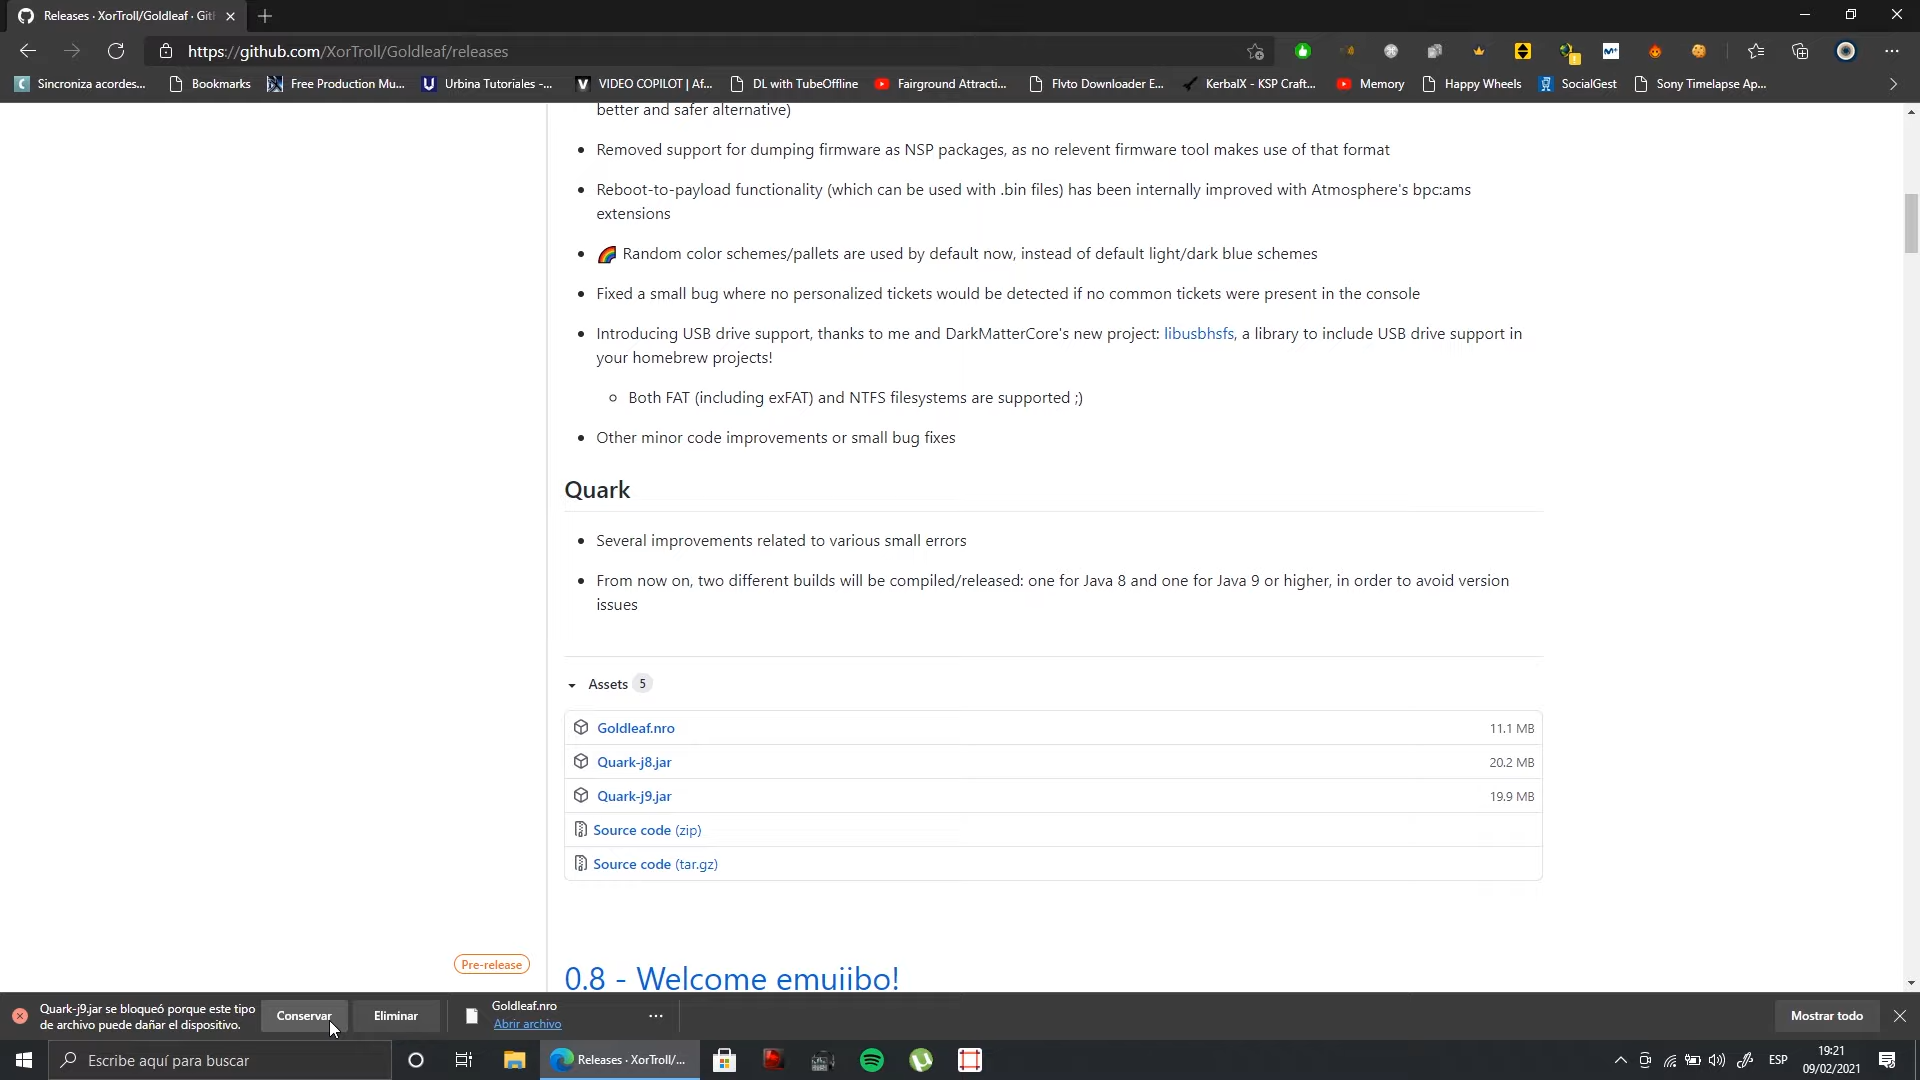 Releases · XorTroll/Goldleaf · Git
https://github.com/XorTroll/Goldleaf/releases
Sincroniza acordes...
Bookmarks
Free Production Mu...
Urbina Tutoriales -...
VIDEO COPILOT | Af...
DL with TubeOffline
Fairground Attracti...
Flvto Downloader E...
KerbalX - KSP Craft...
Memory
Happy Wheels
SocialGest
Sony Timelapse Ap...
better and safer alternative)
Removed support for dumping firmware as NSP packages, as no relevent firmware tool makes use of that format
Reboot-to-payload functionality (which can be used with .bin files) has been internally improved with Atmosphere's bpc:ams
extensions
🌈 Random color schemes/pallets are used by default now, instead of default light/dark blue schemes
Fixed a small bug where no personalized tickets would be detected if no common tickets were present in the console
Introducing USB drive support, thanks to me and DarkMatterCore's new project: libusbhsfs, a library to include USB drive support in
your homebrew projects!
Both FAT (including exFAT) and NTFS filesystems are supported ;)
Other minor code improvements or small bug fixes
Quark
Several improvements related to various small errors
From now on, two different builds will be compiled/released: one for Java 8 and one for Java 9 or higher, in order to avoid version
issues
Assets 5
Goldleaf.nro 11.1 MB
Quark-j8.jar 20.2 MB
Quark-j9.jar 19.9 MB
Source code (zip)
Source code (tar.gz)
Pre-release
0.8 - Welcome emuiibo!
Quark-j9.jar se bloqueó porque este tipo
de archivo puede dañar el dispositivo.
Conservar
Eliminar
Goldleaf.nro
Abrir archivo
Mostrar todo
Escribe aquí para buscar
Releases · XorTroll/...
ESP
19:21
09/02/2021